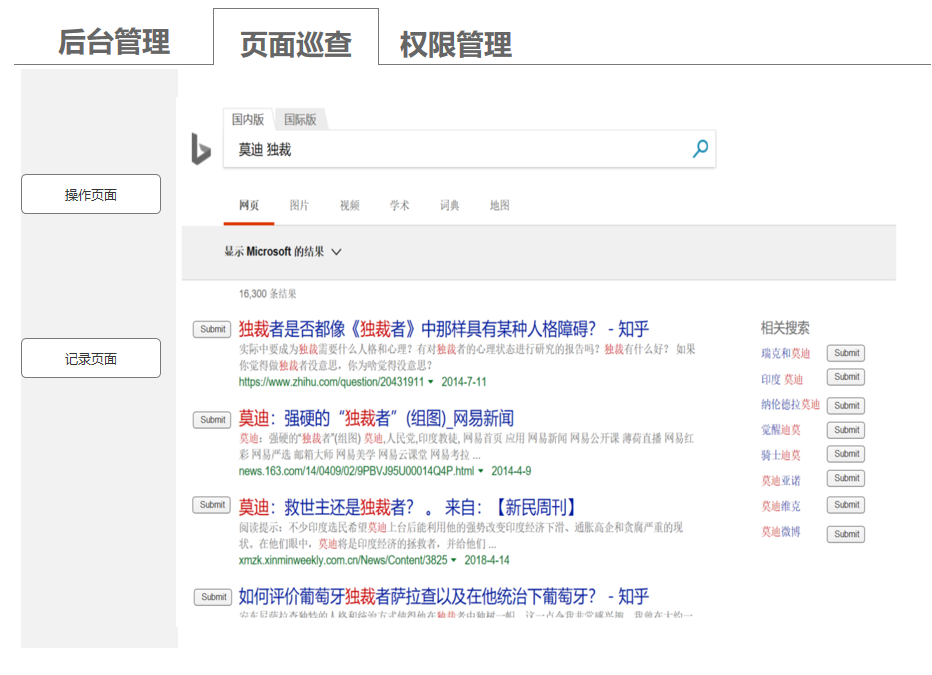 后台管理
页面巡查
权限管理
操作页面
记录页面
国内版
国际版
莫迪 独裁
网页
图片
视频
学术
词典
地图
显示 Microsoft 的结果
16,300 条结果
Submit
独裁者是否都像《独裁者》中那样具有某种人格障碍？ - 知乎
实际中要成为独裁需要什么人格和心理？有对独裁者的心理状态进行研究的报告吗？独裁有什么好？ 如果
你觉得做独裁者没意思，你为啥觉得没意思？
https://www.zhihu.com/question/20431911 2014-7-11
Submit
莫迪：强硬的“独裁者”(组图)_网易新闻
莫迪：强硬的“独裁者”(组图) 莫迪,人民党,印度教徒, 网易首页 应用 网易新闻 网易公开课 薄荷直播 网易红
彩 网易严选 邮箱大师 网易美学 网易云课堂 网易考拉 ...
news.163.com/14/0409/02/9PBVJ95U00014Q4P.html 2014-4-9
Submit
莫迪：救世主还是独裁者？ 。 来自：【新民周刊】
阅读提示：不少印度选民希望莫迪上台后能利用他的强势改变印度经济下滑、通胀高企和贪腐严重的现
状。在他们眼中，莫迪将是印度经济的拯救者，并给他们 ...
xmzk.xinminweekly.com.cn/News/Content/3825 2018-4-14
Submit
如何评价葡萄牙独裁者萨拉查以及在他统治下葡萄牙？ - 知乎
相关搜索
瑞克和莫迪 Submit
印度 莫迪 Submit
纳伦德拉莫迪 Submit
觉醒迪莫 Submit
骑士迪莫 Submit
莫迪亚诺 Submit
莫迪维克 Submit
莫迪微博 Submit